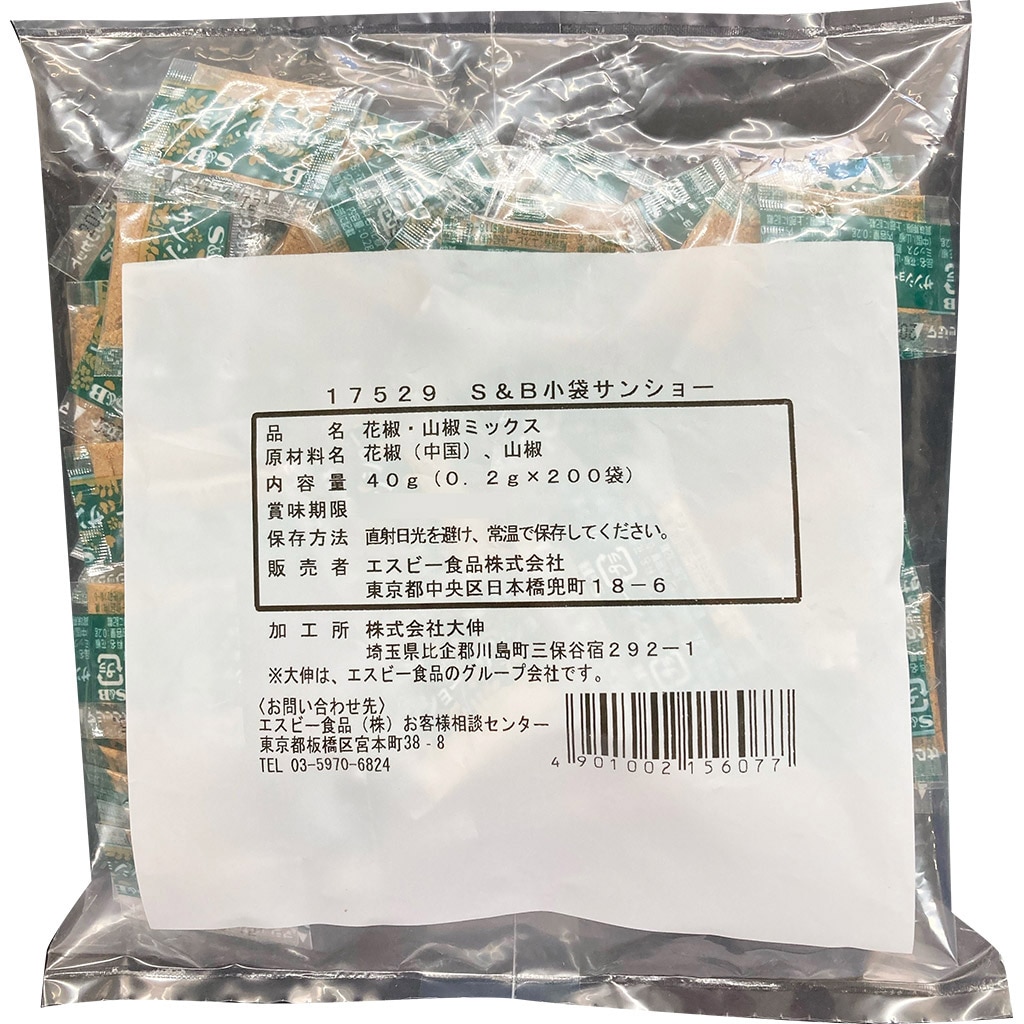 １７５２９　Ｓ＆Ｂ小袋サンショー
品　　名　花椒・山椒ミックス
原材料名　花椒（中国）、山椒
内 容 量　４０ｇ（０．２ｇ×２００袋）
賞味期限
保存方法　直射日光を避け、常温で保存してください。
販 売 者　エスビー食品株式会社
東京都中央区日本橋兜町１８－６
加 工 所　株式会社大伸
埼玉県比企郡川島町三保谷宿２９２－１
※大伸は、エスビー食品のグループ会社です。
〈お問い合わせ先〉
エスビー食品（株）お客様相談センター
東京都板橋区宮本町38‐8
TEL 03-5970-6824
4 901002 156077
S&B
S&B
サンショー
S&B